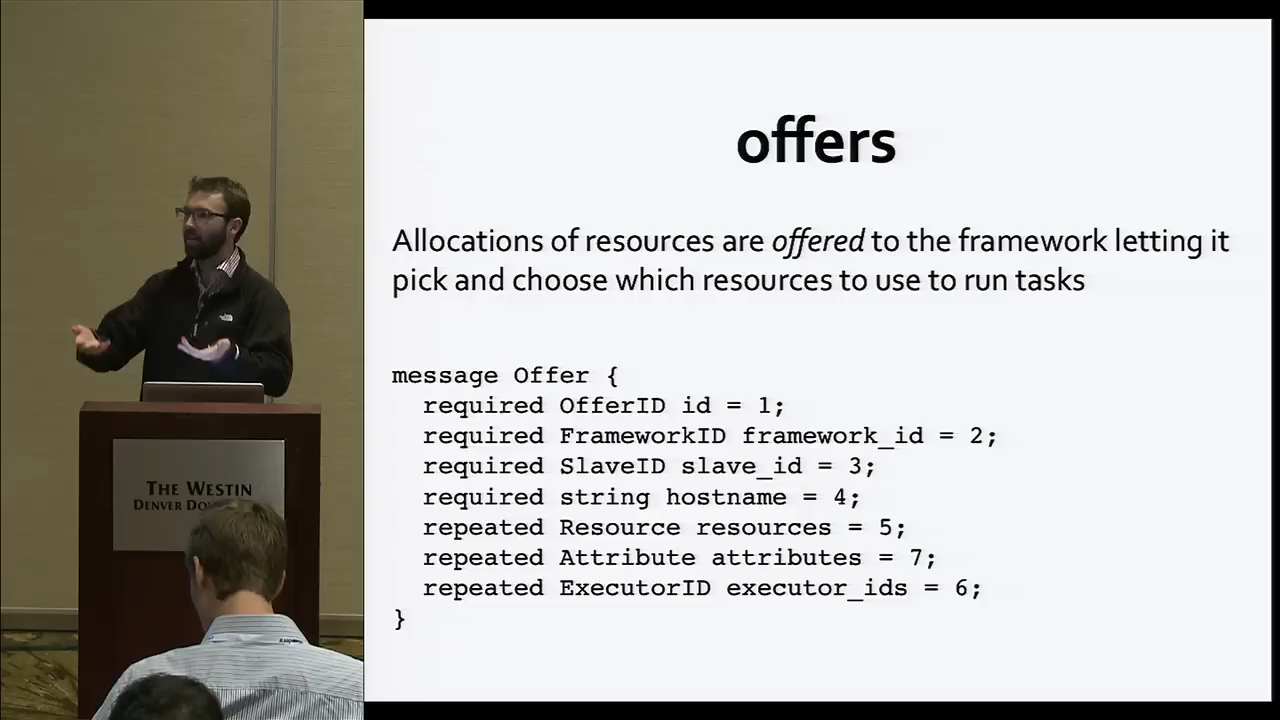 offers
Allocations of resources are offered to the framework letting it
pick and choose which resources to use to run tasks
message Offer {
required OfferID id = 1;
required FrameworkID framework_id = 2;
required SlaveID slave_id = 3;
required string hostname = 4;
repeated Resource resources = 5;
repeated Attribute attributes = 7;
repeated ExecutorID executor_ids = 6;
}
THE WESTIN
DENVER